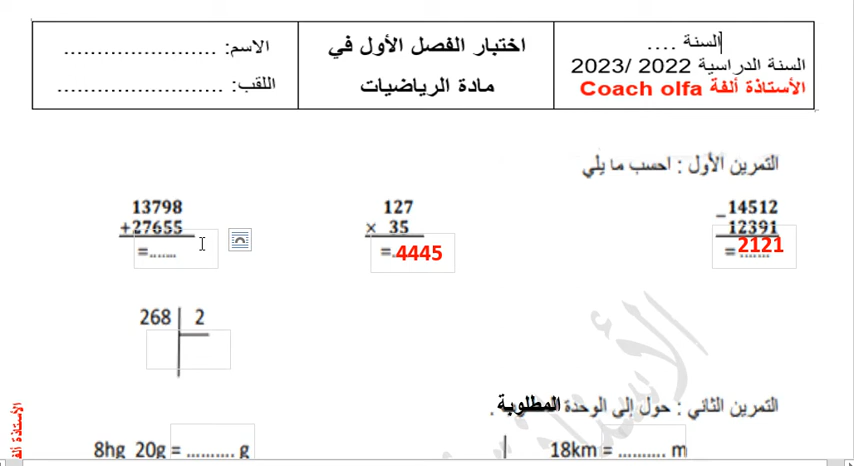 السنة ....
السنة الدراسية 2022 /2023
الأستاذة ألفة Coach olfa
اختبار الفصل الأول في
مادة الرياضيات
الاسم: .......................
اللقب: .........................
التمرين الأول : احسب ما يلي
_ 14512
12391
= 2121
127
× 35
=.4445
13798
+27655
=.......
268 | 2
التمرين الثاني : حول إلى الوحدة المطلوبة .
18km = .......... m
8hg 20g = .......... g